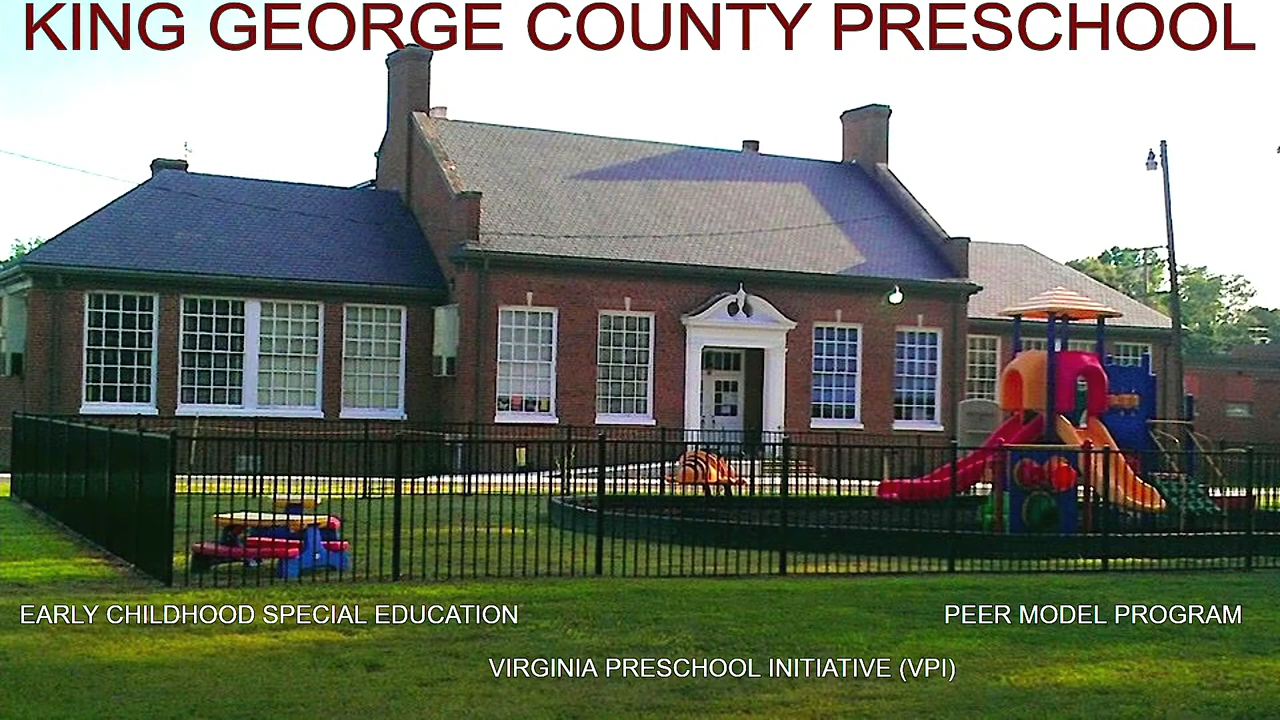 KING GEORGE COUNTY PRESCHOOL
EARLY CHILDHOOD SPECIAL EDUCATION
PEER MODEL PROGRAM
VIRGINIA PRESCHOOL INITIATIVE (VPI)